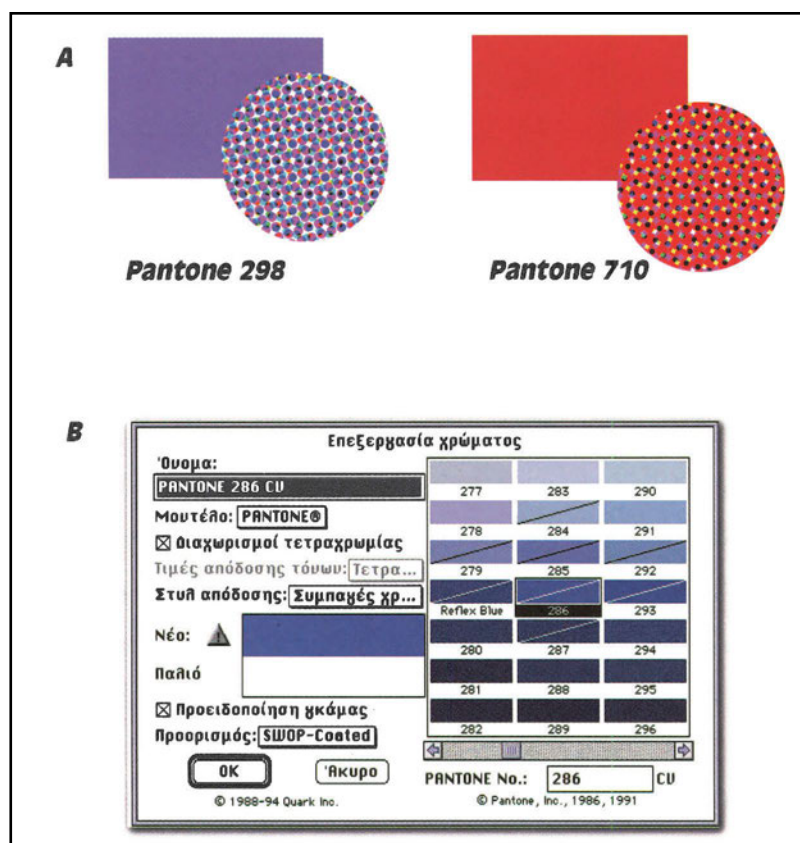 A
Pantone 298
Pantone 710
B
Επεξεργασία χρώματος
Όνομα:
PANTONE 286 CV
Μοντέλο: PANTONE®
Διαχωρισμοί τετραχρωμίας
Τιμές απόδοσης τόνων: Τετρα...
Στυλ απόδοσης: Συμπαγές χρ...
Νέο:
Παλιό
Προειδοποίηση γκάμας
Προορισμός: SWOP-Coated
OK Άκυρο
© 1988-94 Quark Inc.
277 283 290
278 284 291
279 285 292
Reflex Blue 286 293
280 287 294
281 288 295
282 289 296
PANTONE No.: 286 CV
© Pantone, Inc., 1986, 1991